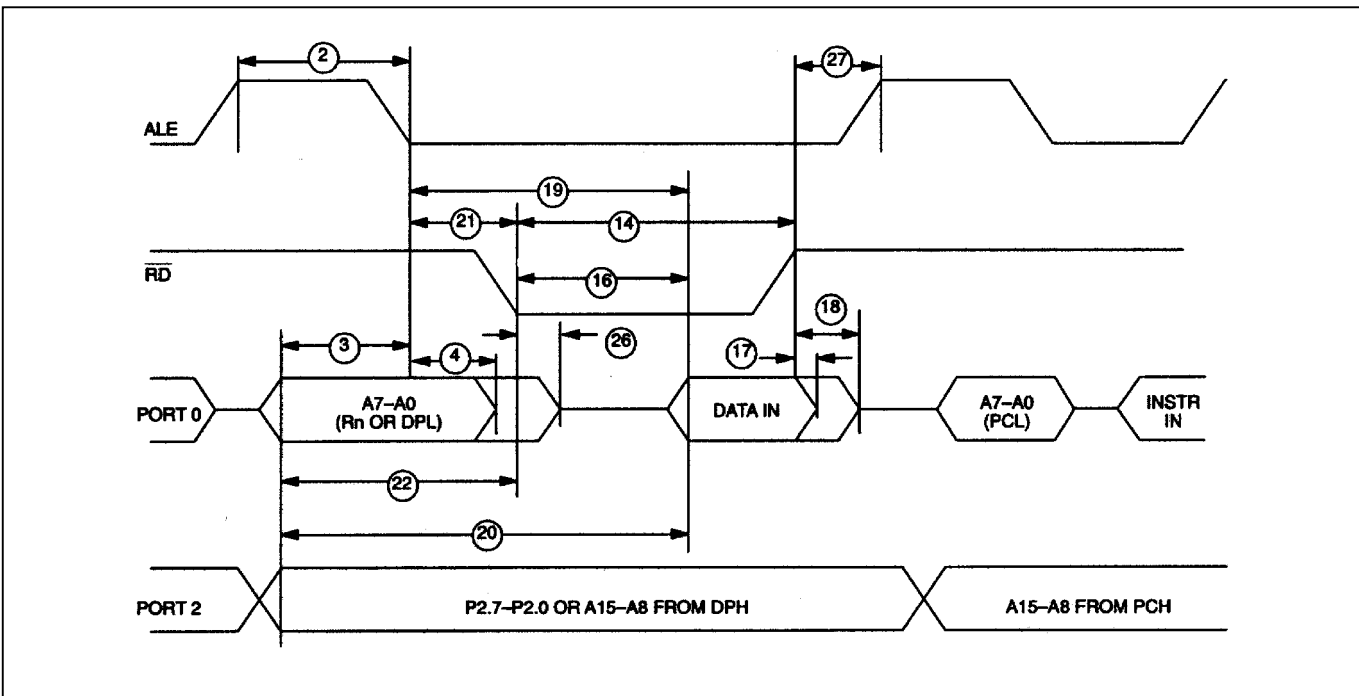 2
27
ALE
19
21
14
RD
16
18
3
4
26
17
PORT 0
A7–A0
(Rn OR DPL)
DATA IN
A7–A0
(PCL)
INSTR
IN
22
20
PORT 2
P2.7–P2.0 OR A15–A8 FROM DPH
A15–A8 FROM PCH